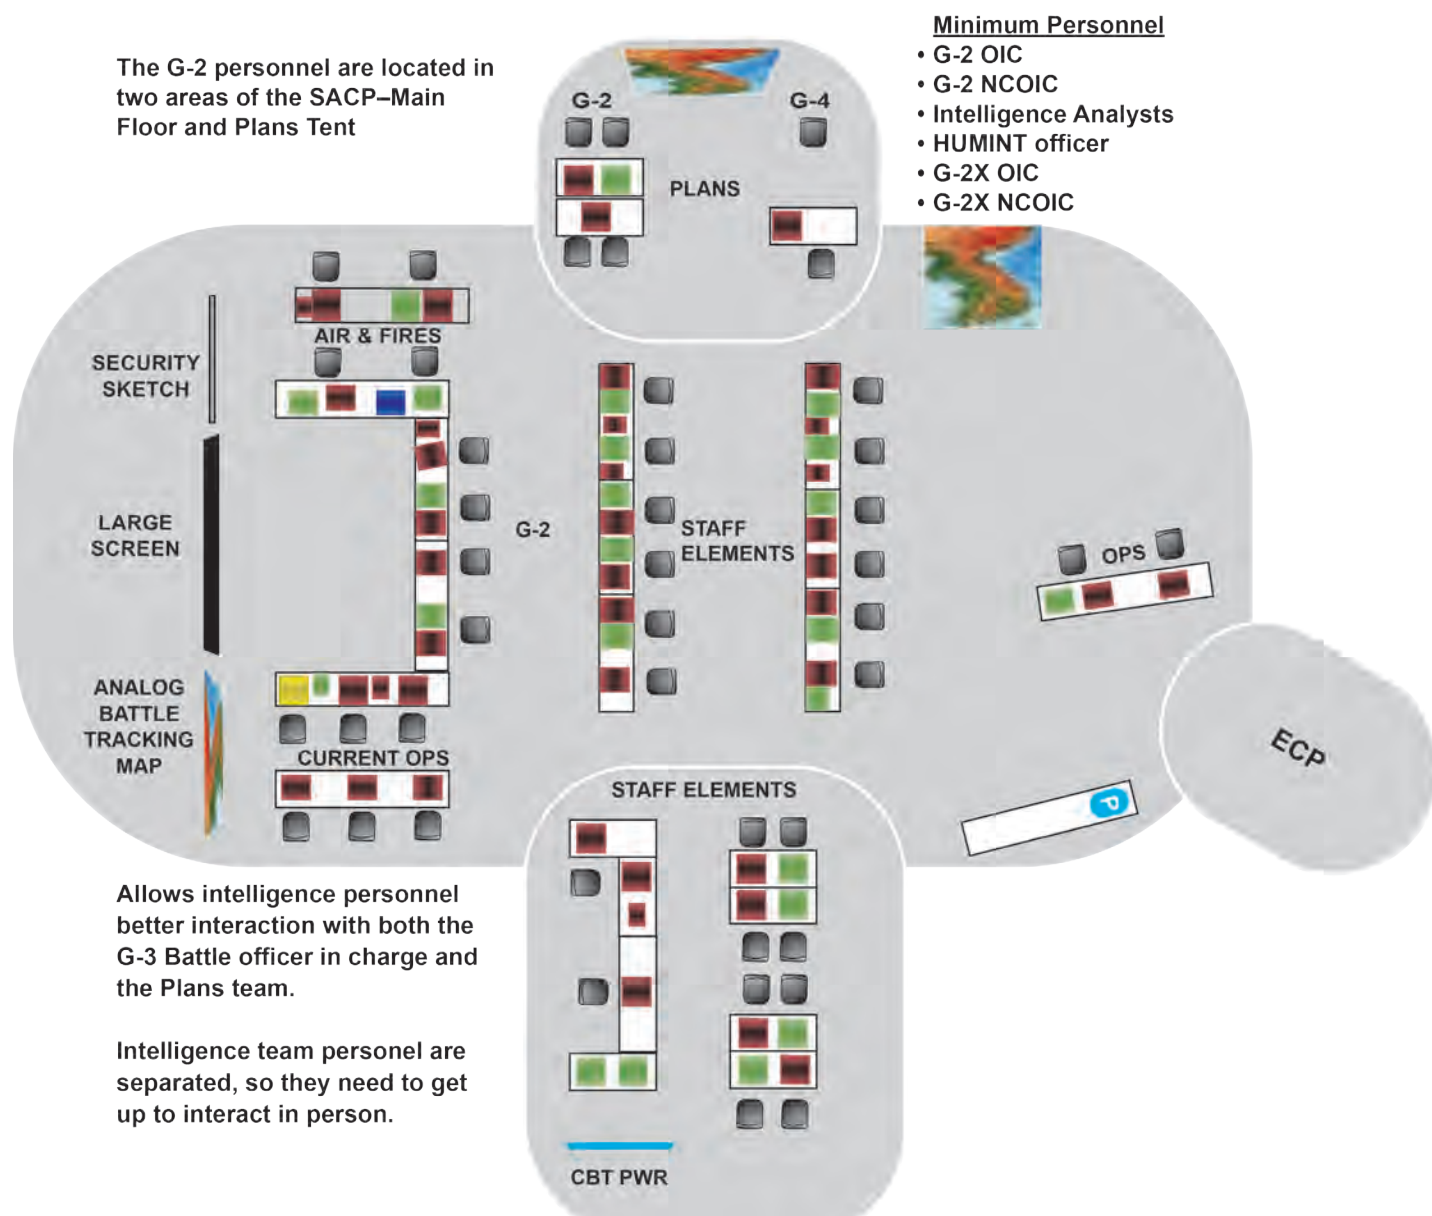 The G-2 personnel are located in
two areas of the SACP–Main
Floor and Plans Tent
Minimum Personnel
• G-2 OIC
• G-2 NCOIC
• Intelligence Analysts
• HUMINT officer
• G-2X OIC
• G-2X NCOIC
G-2
G-4
PLANS
AIR & FIRES
SECURITY
SKETCH
LARGE
SCREEN
G-2
STAFF
ELEMENTS
OPS
ANALOG
BATTLE
TRACKING
MAP
CURRENT OPS
ECP
P
STAFF ELEMENTS
CBT PWR
Allows intelligence personnel
better interaction with both the
G-3 Battle officer in charge and
the Plans team.
Intelligence team personel are
separated, so they need to get
up to interact in person.